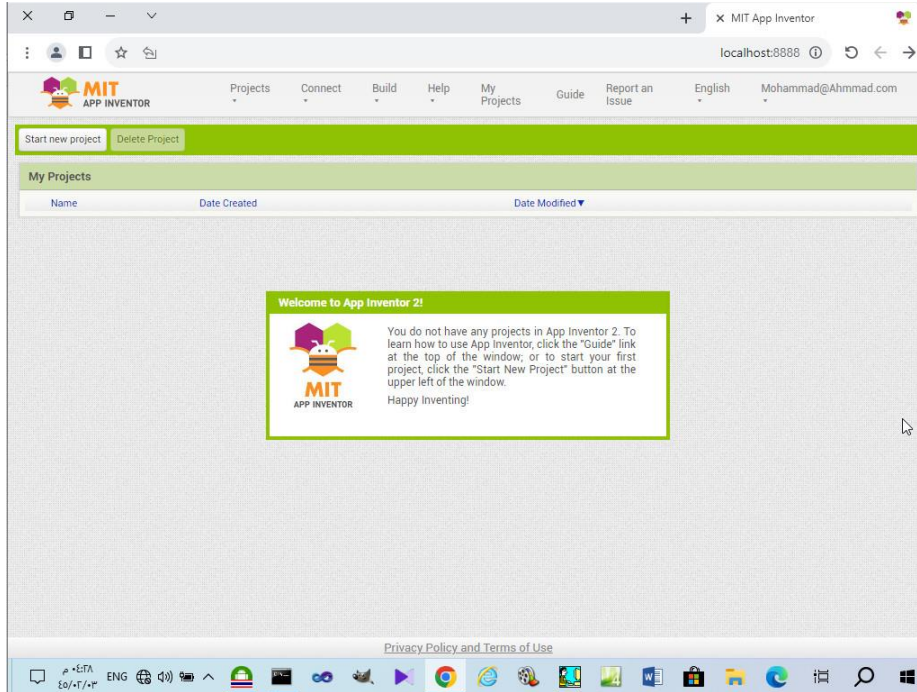 MIT App Inventor
localhost:8888
MIT
APP INVENTOR
Projects
Connect
Build
Help
My
Projects
Guide
Report an
Issue
English
Mohammad@Ahmmad.com
Start new project
Delete Project
My Projects
Name
Date Created
Date Modified▼
Welcome to App Inventor 2!
You do not have any projects in App Inventor 2. To
learn how to use App Inventor, click the "Guide" link
at the top of the window; or to start your first
project, click the "Start New Project" button at the
upper left of the window.
Happy Inventing!
MIT
APP INVENTOR
Privacy Policy and Terms of Use
ENG
٠٤:٢٨ م
٤٥/٠٢/٠٣